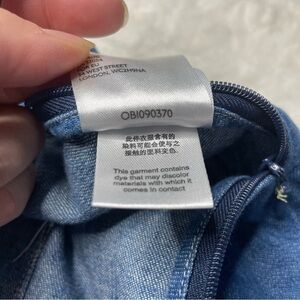 24 WEST STREET
LONDON, WC2H9NA
OBI090370
此件衣服含有的
染料可能会使与之
接触的面料变色。
This garment contains
dye that may discolor
materials with which it
comes in contact